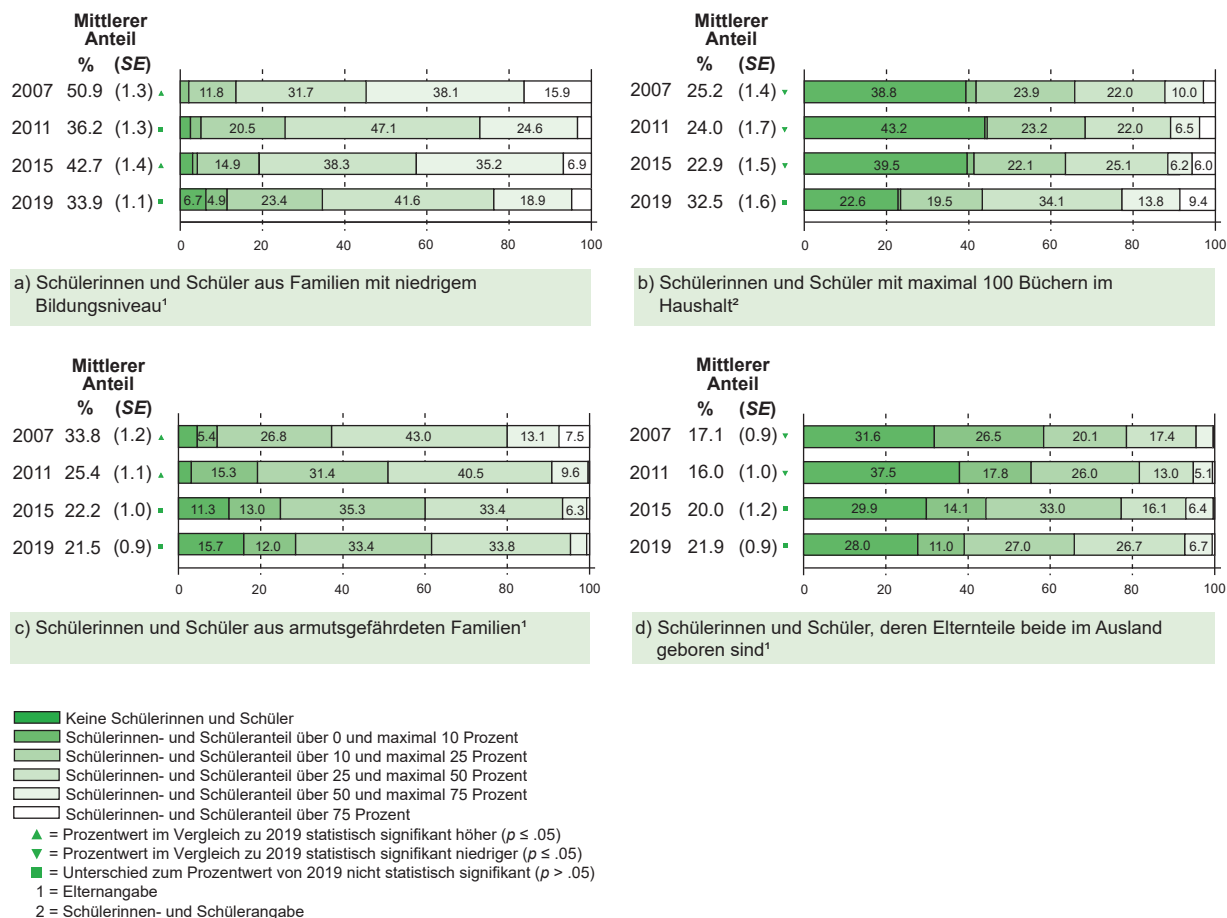 Mittlerer
Anteil
% (SE)
2007 50.9 (1.3) ▲ 11.8 31.7 38.1 15.9
2011 36.2 (1.3) ■ 20.5 47.1 24.6
2015 42.7 (1.4) ▲ 14.9 38.3 35.2 6.9
2019 33.9 (1.1) ■ 6.7 4.9 23.4 41.6 18.9
0 20 40 60 80 100
a) Schülerinnen und Schüler aus Familien mit niedrigem
Bildungsniveau¹
Mittlerer
Anteil
% (SE)
2007 25.2 (1.4) ▼ 38.8 23.9 22.0 10.0
2011 24.0 (1.7) ▼ 43.2 23.2 22.0 6.5
2015 22.9 (1.5) ▼ 39.5 22.1 25.1 6.2 6.0
2019 32.5 (1.6) ■ 22.6 19.5 34.1 13.8 9.4
0 20 40 60 80 100
b) Schülerinnen und Schüler mit maximal 100 Büchern im
Haushalt²
Mittlerer
Anteil
% (SE)
2007 33.8 (1.2) ▲ 5.4 26.8 43.0 13.1 7.5
2011 25.4 (1.1) ▲ 15.3 31.4 40.5 9.6
2015 22.2 (1.0) ■ 11.3 13.0 35.3 33.4 6.3
2019 21.5 (0.9) ■ 15.7 12.0 33.4 33.8
0 20 40 60 80 100
c) Schülerinnen und Schüler aus armutsgefährdeten Familien¹
Mittlerer
Anteil
% (SE)
2007 17.1 (0.9) ▼ 31.6 26.5 20.1 17.4
2011 16.0 (1.0) ▼ 37.5 17.8 26.0 13.0 5.1
2015 20.0 (1.2) ■ 29.9 14.1 33.0 16.1 6.4
2019 21.9 (0.9) ■ 28.0 11.0 27.0 26.7 6.7
0 20 40 60 80 100
d) Schülerinnen und Schüler, deren Elternteile beide im Ausland
geboren sind¹
Keine Schülerinnen und Schüler
Schülerinnen- und Schüleranteil über 0 und maximal 10 Prozent
Schülerinnen- und Schüleranteil über 10 und maximal 25 Prozent
Schülerinnen- und Schüleranteil über 25 und maximal 50 Prozent
Schülerinnen- und Schüleranteil über 50 und maximal 75 Prozent
Schülerinnen- und Schüleranteil über 75 Prozent
▲ = Prozentwert im Vergleich zu 2019 statistisch signifikant höher (p ≤ .05)
▼ = Prozentwert im Vergleich zu 2019 statistisch signifikant niedriger (p ≤ .05)
■ = Unterschied zum Prozentwert von 2019 nicht statistisch signifikant (p > .05)
1 = Elternangabe
2 = Schülerinnen- und Schülerangabe